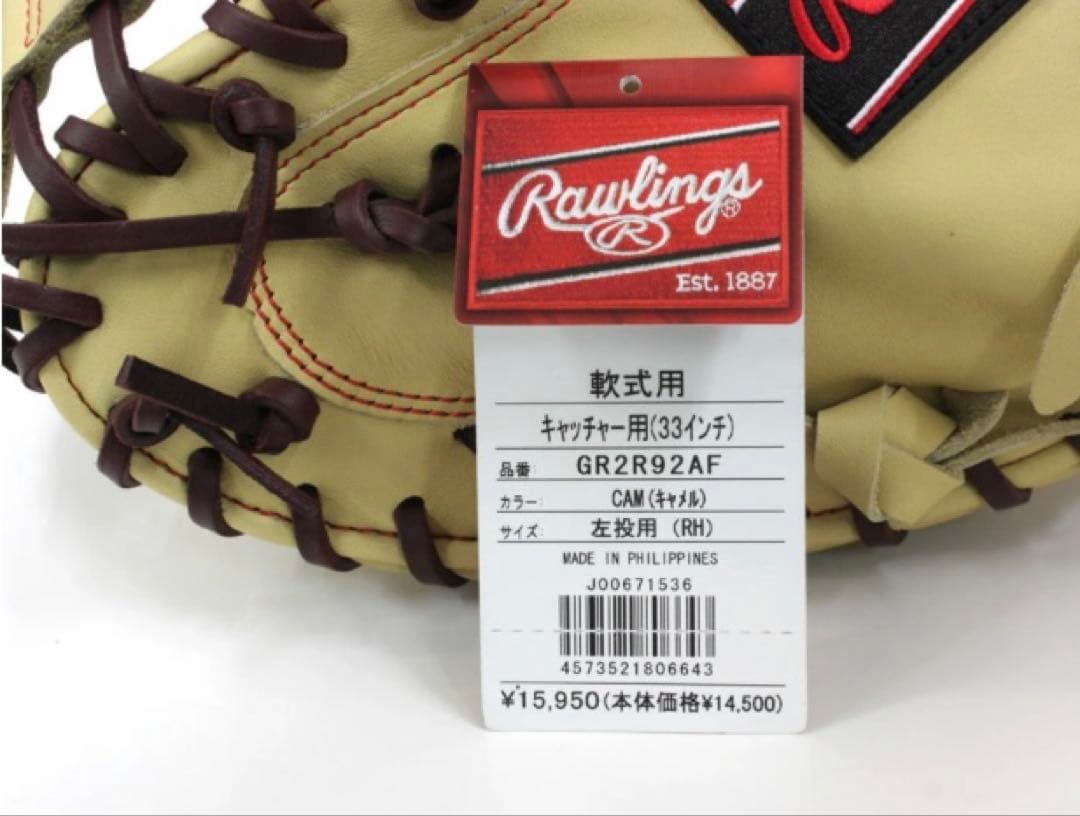 Rawlings®
R
Est. 1887
軟式用
キャッチャー用(33インチ)
品番: GR2R92AF
カラー: CAM(キャメル)
サイズ: 左投用 (RH)
MADE IN PHILIPPINES
J00671536
4573521806643
¥15,950(本体価格¥14,500)